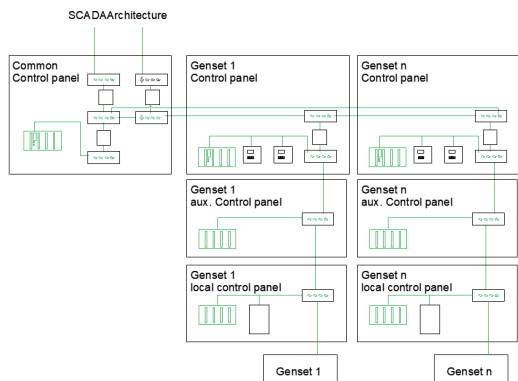 SCADAArchitecture
Common
Control panel
Genset 1
Control panel
Genset n
Control panel
Genset 1
aux. Control panel
Genset n
aux. Control panel
Genset 1
local control panel
Genset n
local control panel
Genset 1
Genset n